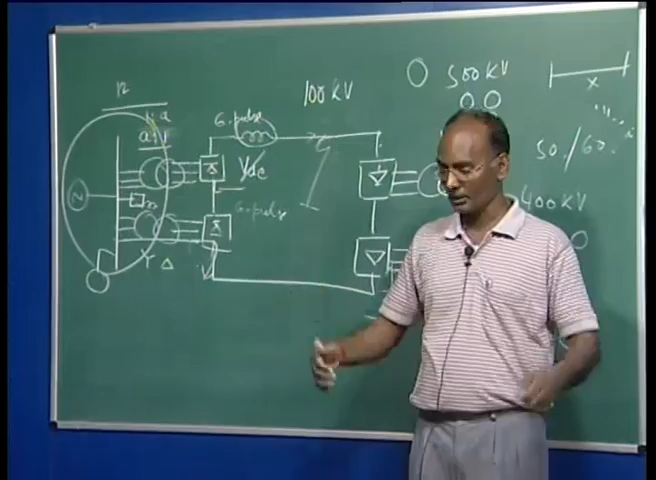 n
100 kV
500 kV
x
6-pulse
Vdc
50/60
6-pulse
400 kV
N
Y Δ